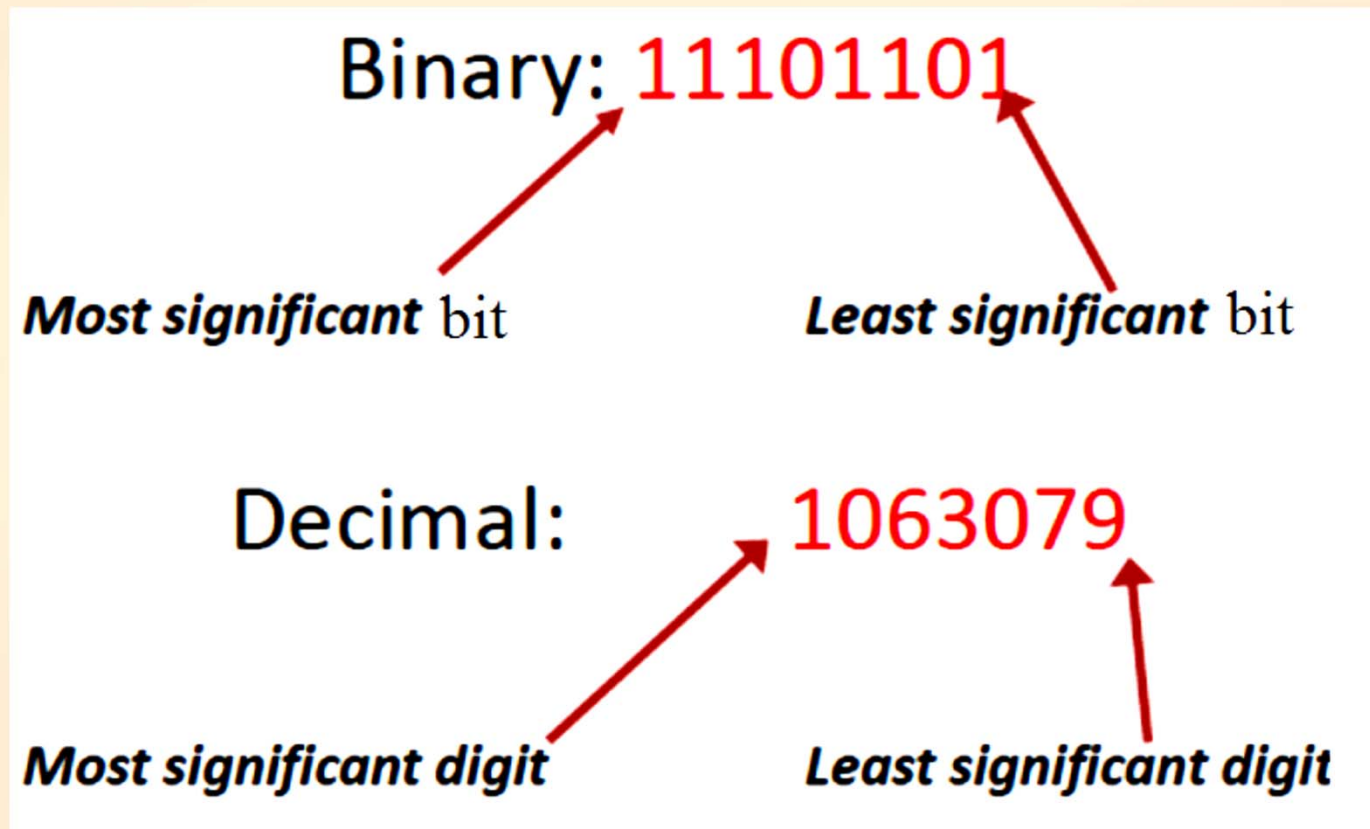 Binary: 11101101
Most significant bit
Least significant bit
Decimal: 1063079
Most significant digit
Least significant digit